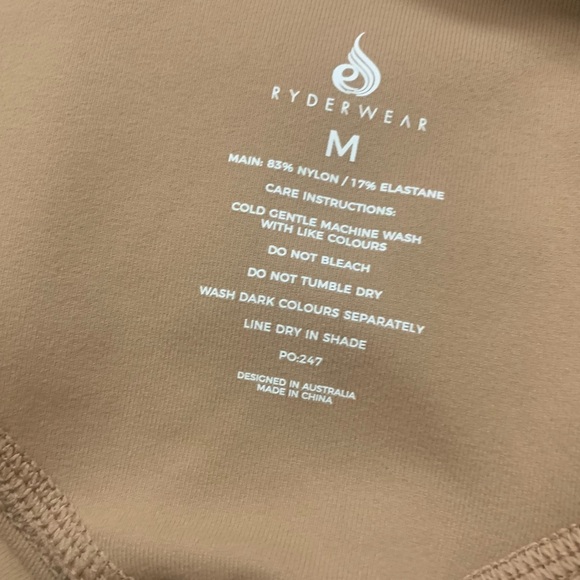 RYDERWEAR
M
MAIN: 83% NYLON / 17% ELASTANE
CARE INSTRUCTIONS:
COLD GENTLE MACHINE WASH
WITH LIKE COLOURS
DO NOT BLEACH
DO NOT TUMBLE DRY
WASH DARK COLOURS SEPARATELY
LINE DRY IN SHADE
PO:247
DESIGNED IN AUSTRALIA
MADE IN CHINA